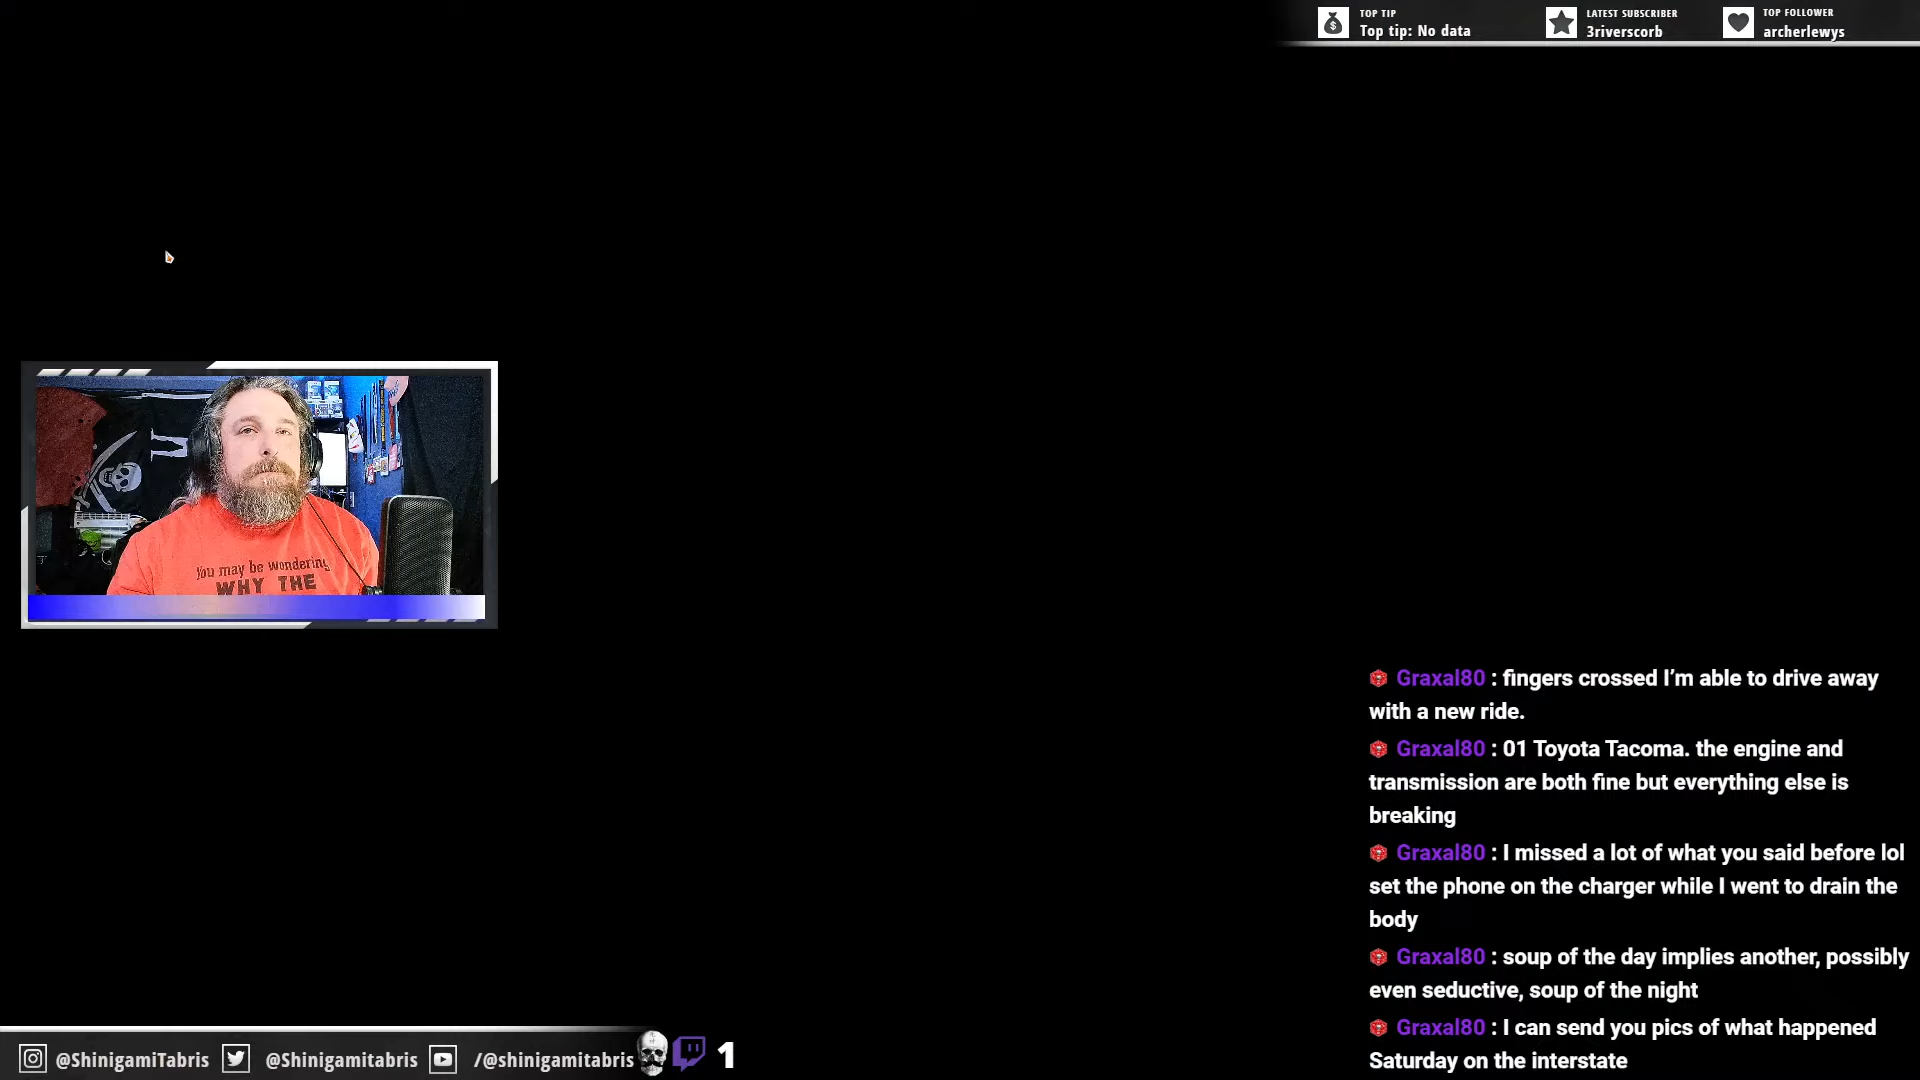 TOP TIP
Top tip: No data
LATEST SUBSCRIBER
3riverscorb
TOP FOLLOWER
archerlewys
You may be wondering
WHY THE
Graxal80 : fingers crossed I’m able to drive away
with a new ride.
Graxal80 : 01 Toyota Tacoma. the engine and
transmission are both fine but everything else is
breaking
Graxal80 : I missed a lot of what you said before lol
set the phone on the charger while I went to drain the
body
Graxal80 : soup of the day implies another, possibly
even seductive, soup of the night
Graxal80 : I can send you pics of what happened
Saturday on the interstate
@ShinigamiTabris @Shinigamitabris /@shinigamitabris 1